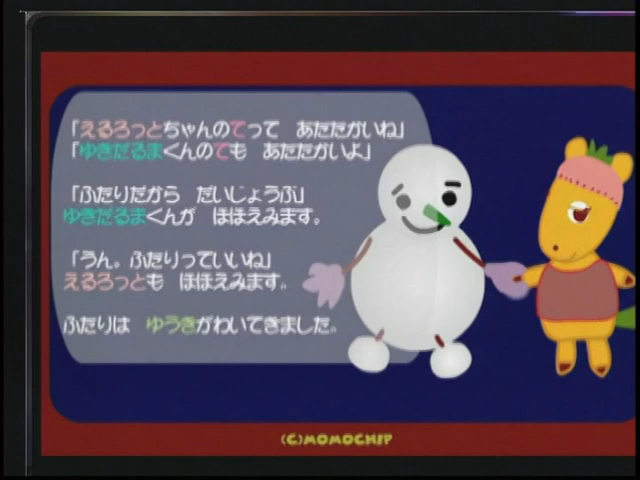 「えるろっとちゃんのてって　あたたかいね」
「ゆきだるまくんのても　あたたかいよ」
「ふたりだから　だいじょうぶ」
ゆきだるまくんが　ほほえみます。
「うん。ふたりっていいね」
えるろっとも　ほほえみます。
ふたりは　ゆうきがわいてきました。
(C)MOMOCHIP